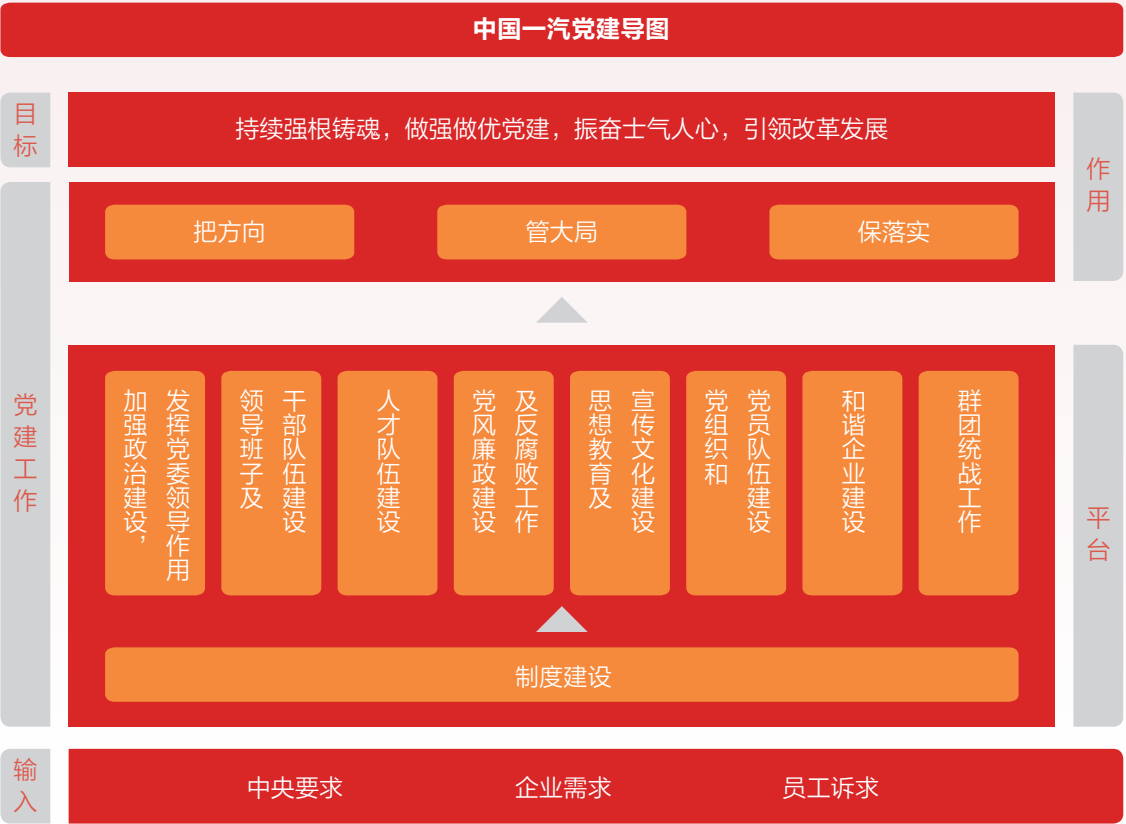 中国一汽党建导图
目标
持续强根铸魂，做强做优党建，振奋士气人心，引领改革发展
作用
党建工作
把方向
管大局
保落实
加强政治建设，
发挥党委领导作用
领导班子及
干部队伍建设
人才队伍建设
党风廉政建设
及反腐败工作
思想教育及
宣传文化建设
党组织和
党员队伍建设
和谐企业建设
群团统战工作
平台
制度建设
输入
中央要求
企业需求
员工诉求